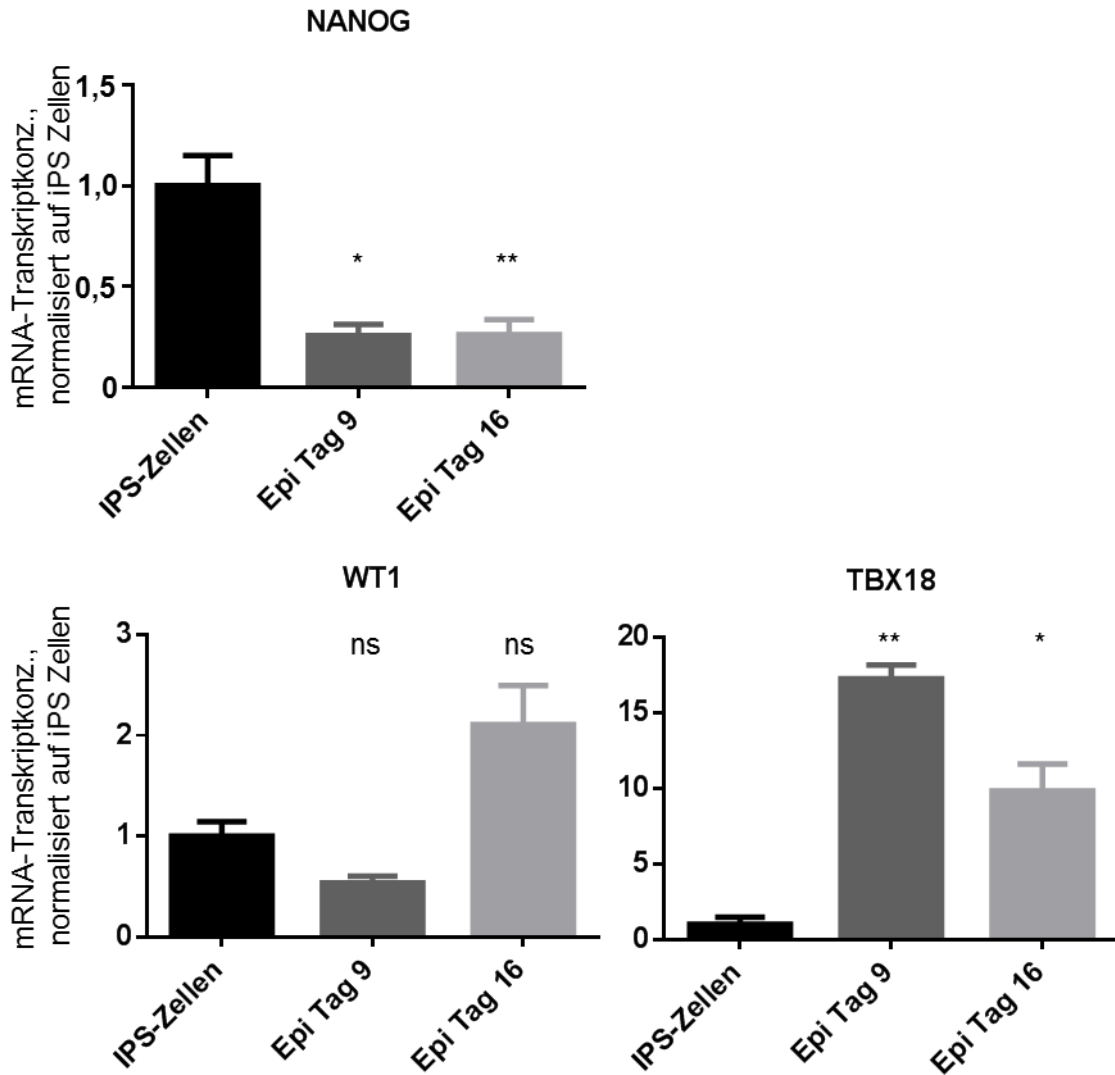 NANOG
mRNA-Transkriptkonz.,
normalisiert auf iPS Zellen
1,5
1,0
0,5
0
*
**
IPS-Zellen
Epi Tag 9
Epi Tag 16
WT1
mRNA-Transkriptkonz.,
normalisiert auf iPS Zellen
3
2
1
0
ns
ns
IPS-Zellen
Epi Tag 9
Epi Tag 16
TBX18
20
15
10
5
0
**
*
IPS-Zellen
Epi Tag 9
Epi Tag 16